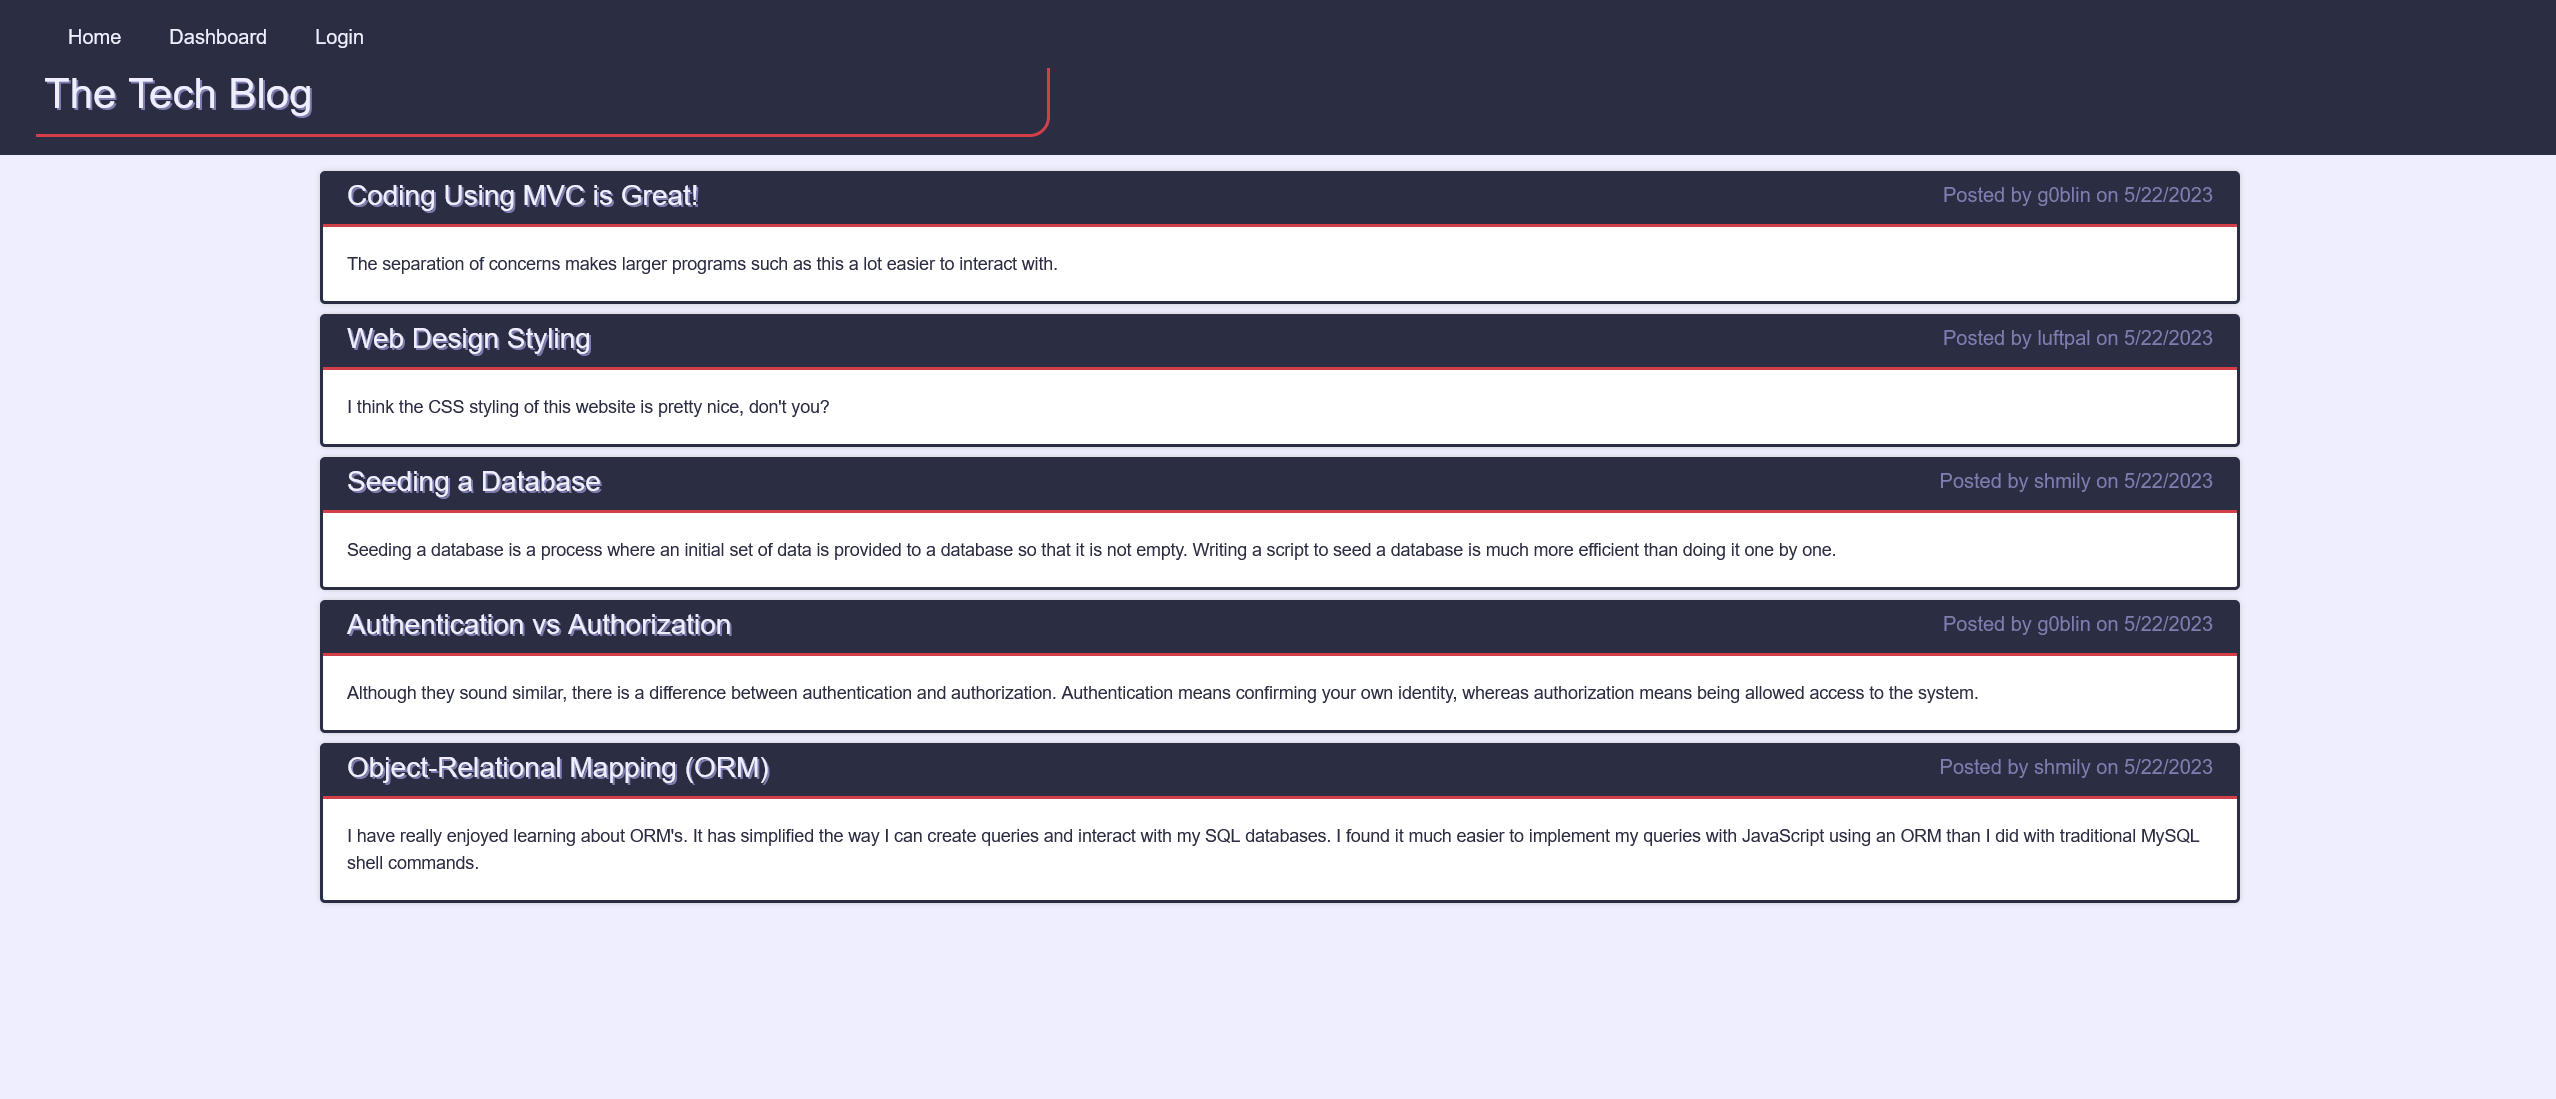 Home Dashboard Login
The Tech Blog
Coding Using MVC is Great! Posted by g0blin on 5/22/2023
The separation of concerns makes larger programs such as this a lot easier to interact with.
Web Design Styling Posted by luftpal on 5/22/2023
I think the CSS styling of this website is pretty nice, don't you?
Seeding a Database Posted by shmily on 5/22/2023
Seeding a database is a process where an initial set of data is provided to a database so that it is not empty. Writing a script to seed a database is much more efficient than doing it one by one.
Authentication vs Authorization Posted by g0blin on 5/22/2023
Although they sound similar, there is a difference between authentication and authorization. Authentication means confirming your own identity, whereas authorization means being allowed access to the system.
Object-Relational Mapping (ORM) Posted by shmily on 5/22/2023
I have really enjoyed learning about ORM's. It has simplified the way I can create queries and interact with my SQL databases. I found it much easier to implement my queries with JavaScript using an ORM than I did with traditional MySQL
shell commands.